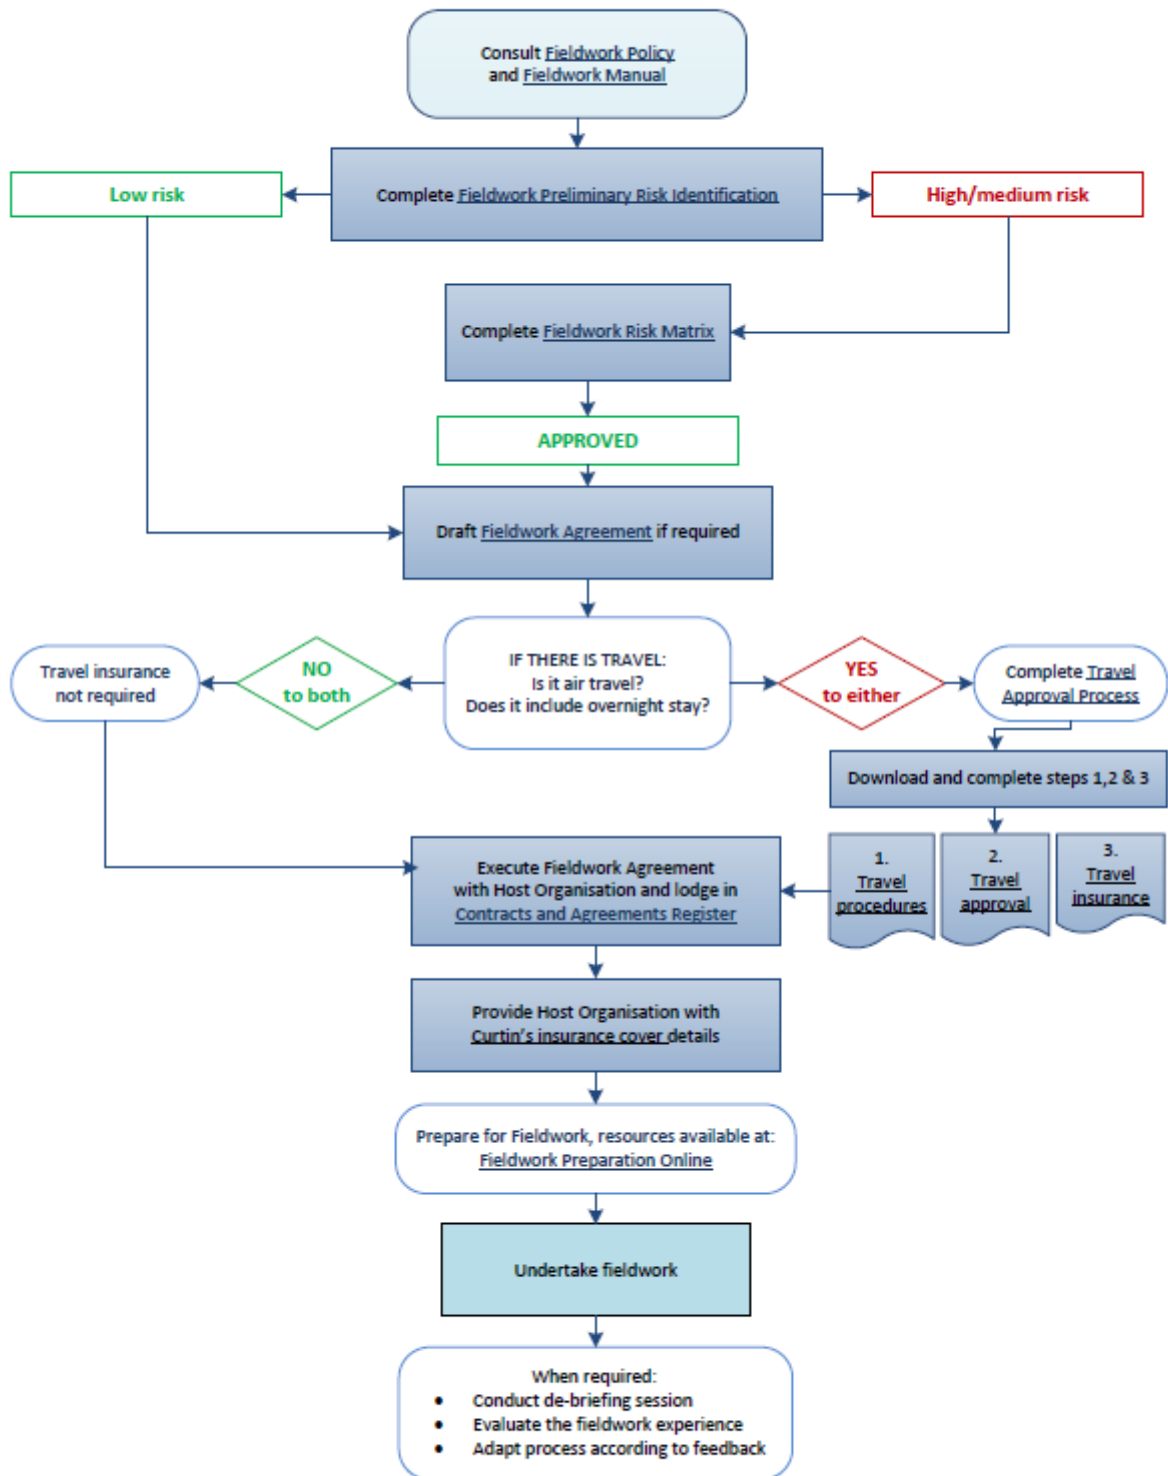 Consult Fieldwork Policy
and Fieldwork Manual
Low risk
Complete Fieldwork Preliminary Risk Identification
High/medium risk
Complete Fieldwork Risk Matrix
APPROVED
Draft Fieldwork Agreement if required
Travel insurance
not required
NO
to both
IF THERE IS TRAVEL:
Is it air travel?
Does it include overnight stay?
YES
to either
Complete Travel
Approval Process
Download and complete steps 1,2 & 3
1.
Travel
procedures
2.
Travel
approval
3.
Travel
insurance
Execute Fieldwork Agreement
with Host Organisation and lodge in
Contracts and Agreements Register
Provide Host Organisation with
Curtin's insurance cover details
Prepare for Fieldwork, resources available at:
Fieldwork Preparation Online
Undertake fieldwork
When required:
• Conduct de-briefing session
• Evaluate the fieldwork experience
• Adapt process according to feedback